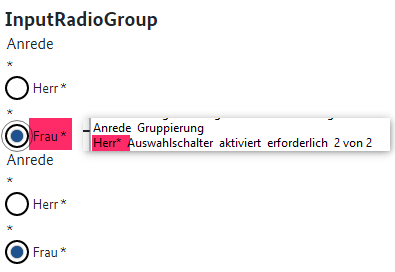 InputRadioGroup
Anrede
*
Herr *
*
Frau *
Anrede Gruppierung
Herr* Auswahlschalter aktiviert erforderlich 2 von 2
Anrede
*
Herr *
*
Frau *